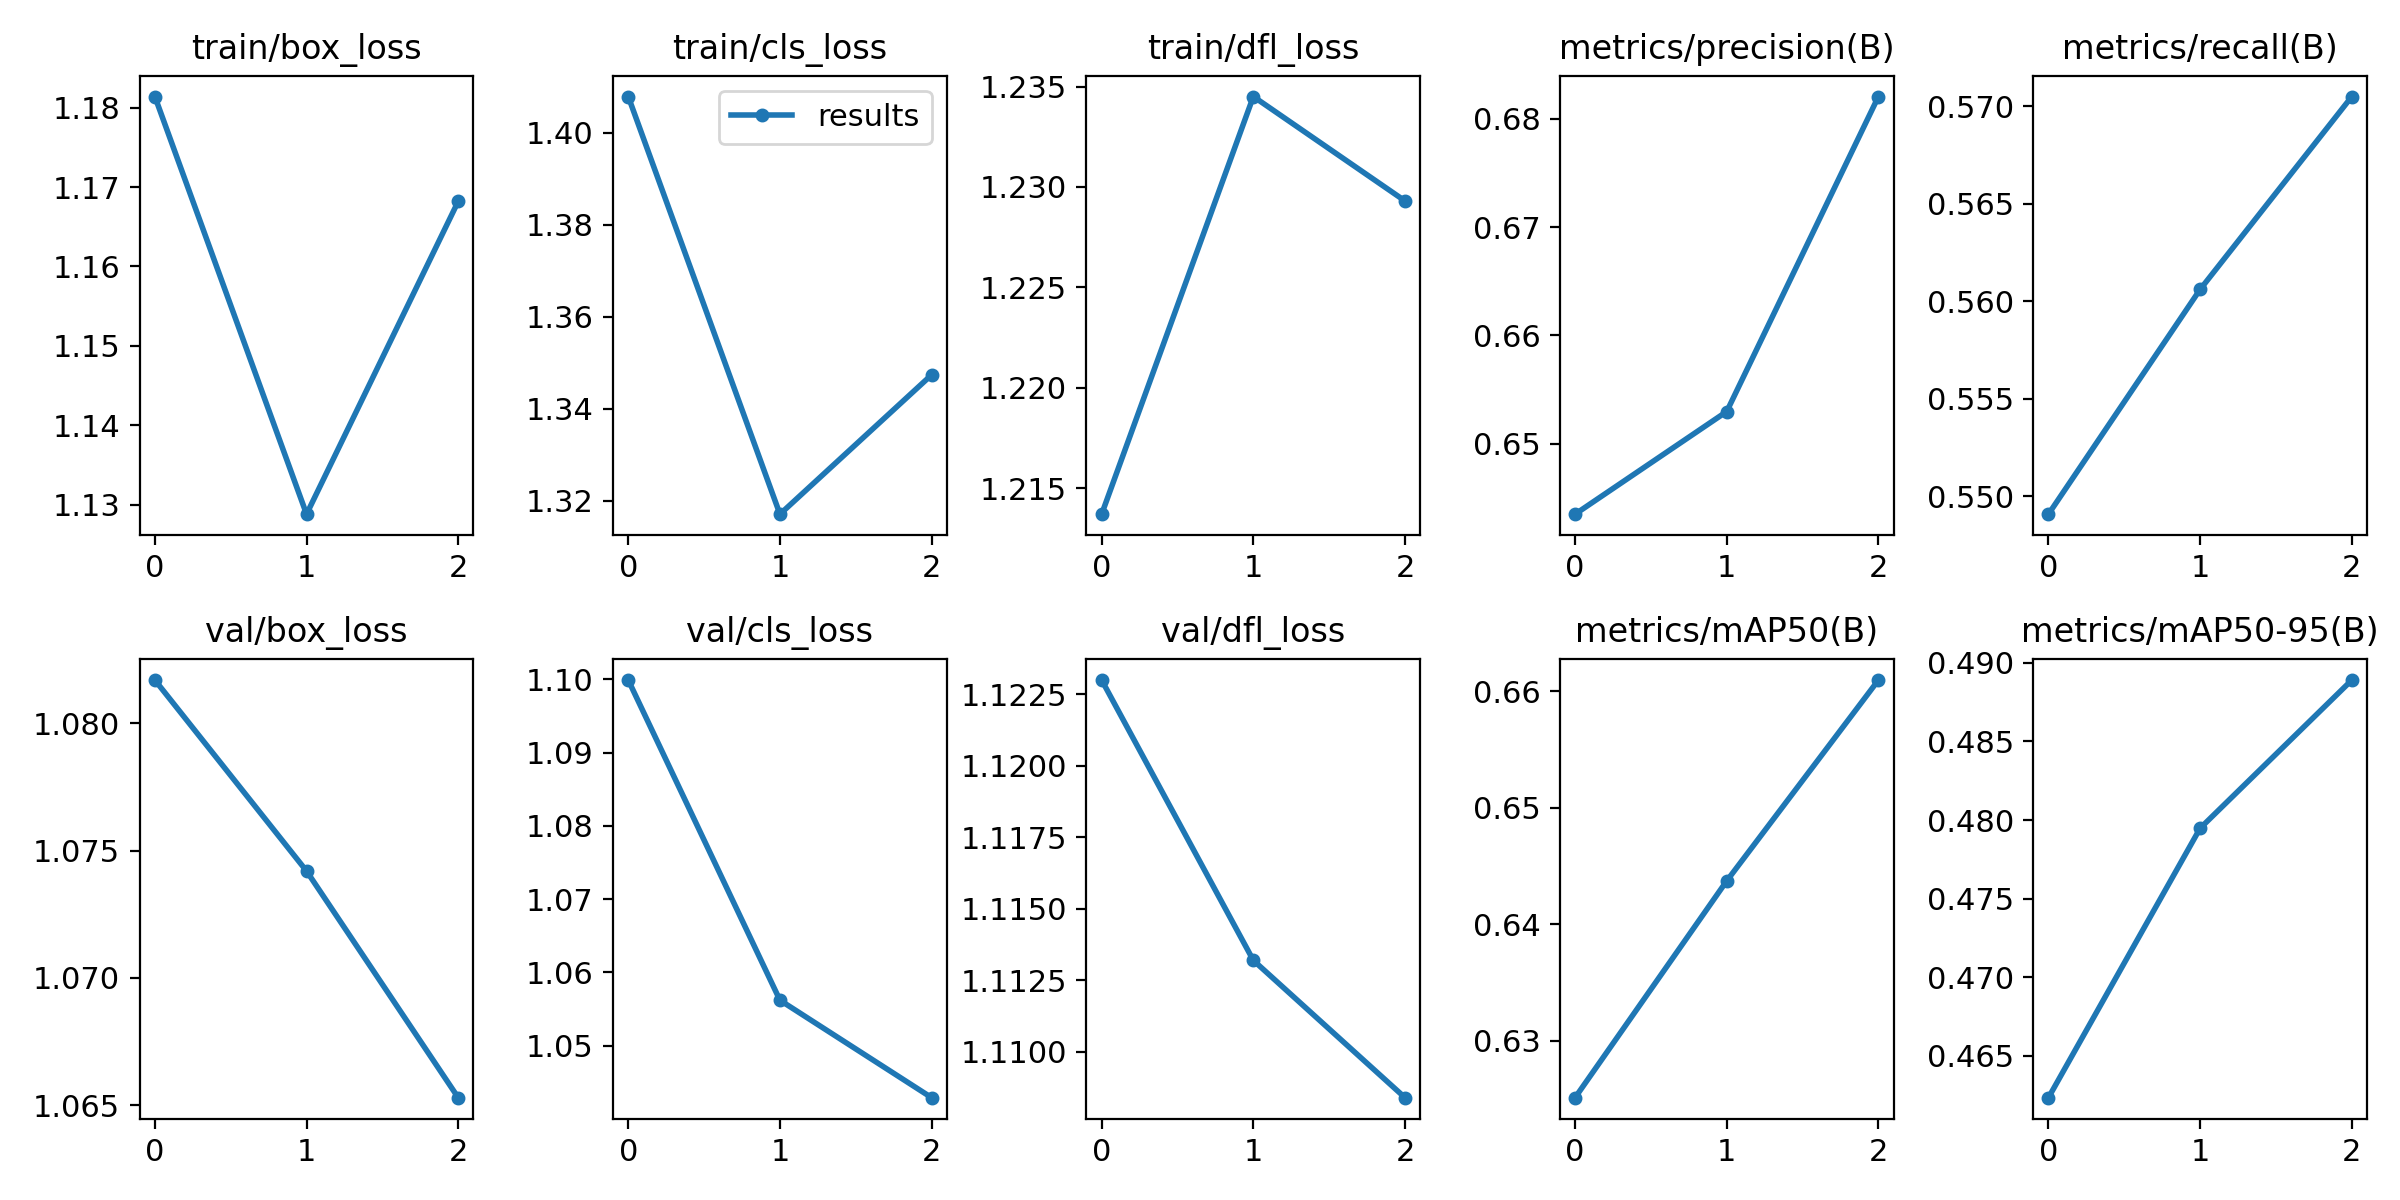 train/box_loss
1.18
1.17
1.16
1.15
1.14
1.13
0 1 2
train/cls_loss
results
1.40
1.38
1.36
1.34
1.32
0 1 2
train/dfl_loss
1.235
1.230
1.225
1.220
1.215
0 1 2
metrics/precision(B)
0.68
0.67
0.66
0.65
0 1 2
metrics/recall(B)
0.570
0.565
0.560
0.555
0.550
0 1 2
val/box_loss
1.080
1.075
1.070
1.065
0 1 2
val/cls_loss
1.10
1.09
1.08
1.07
1.06
1.05
0 1 2
val/dfl_loss
1.1225
1.1200
1.1175
1.1150
1.1125
1.1100
0 1 2
metrics/mAP50(B)
0.66
0.65
0.64
0.63
0 1 2
metrics/mAP50-95(B)
0.490
0.485
0.480
0.475
0.470
0.465
0 1 2